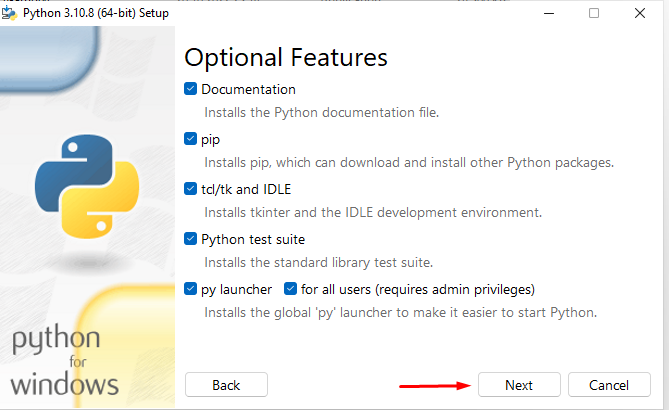 Python 3.10.8 (64-bit) Setup
Optional Features
Documentation
Installs the Python documentation file.
pip
Installs pip, which can download and install other Python packages.
tcl/tk and IDLE
Installs tkinter and the IDLE development environment.
Python test suite
Installs the standard library test suite.
py launcher for all users (requires admin privileges)
Installs the global 'py' launcher to make it easier to start Python.
python
for
windows
Back Next Cancel